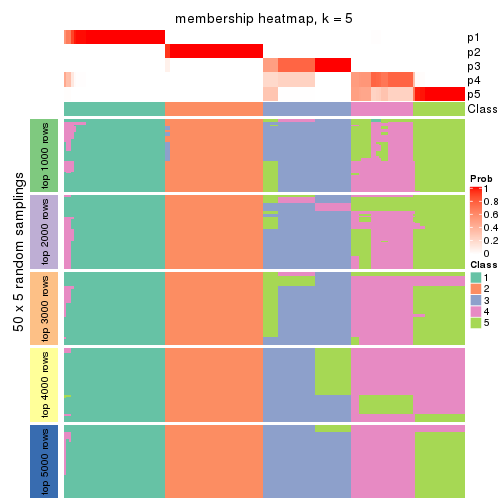 membership heatmap, k = 5
p1
p2
p3
p4
p5
Class
50 x 5 random samplings
top 1000 rows
top 2000 rows
top 3000 rows
top 4000 rows
top 5000 rows
Prob
1
0.8
0.6
0.4
0.2
0
Class
1
2
3
4
5